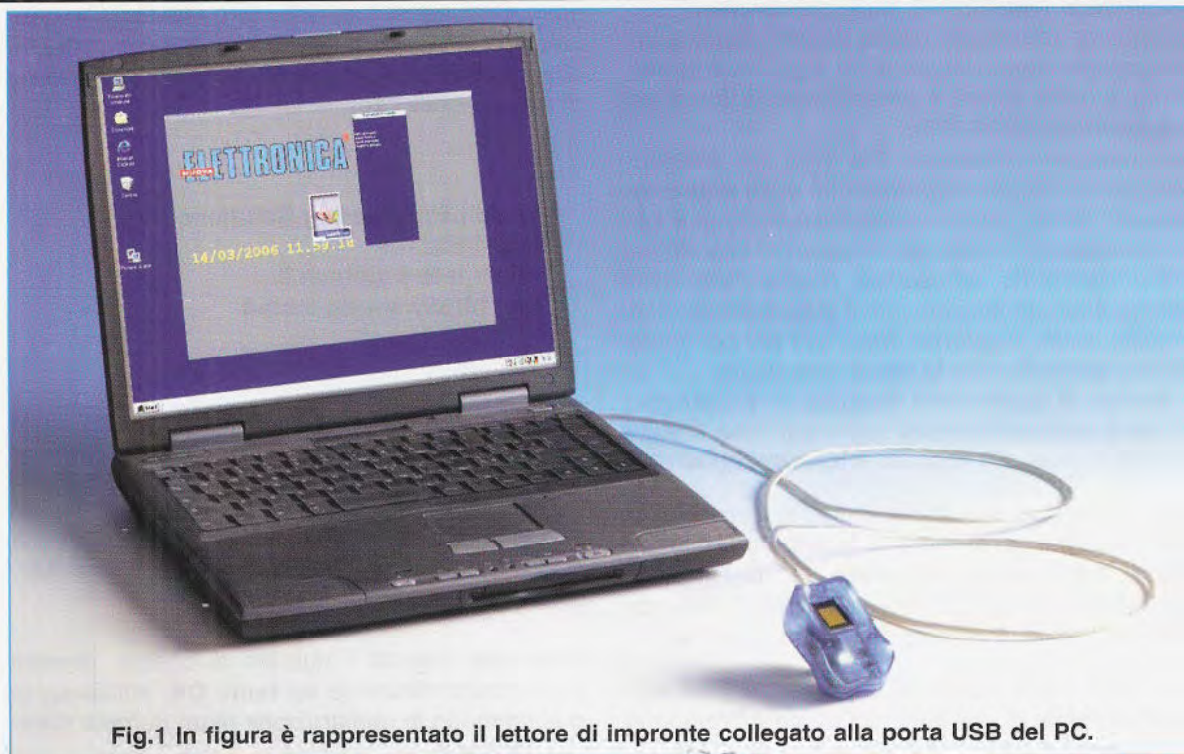 ELETTRONICA
14/03/2006 11.59.18
Start
Fig.1 In figura è rappresentato il lettore di impronte collegato alla porta USB del PC.